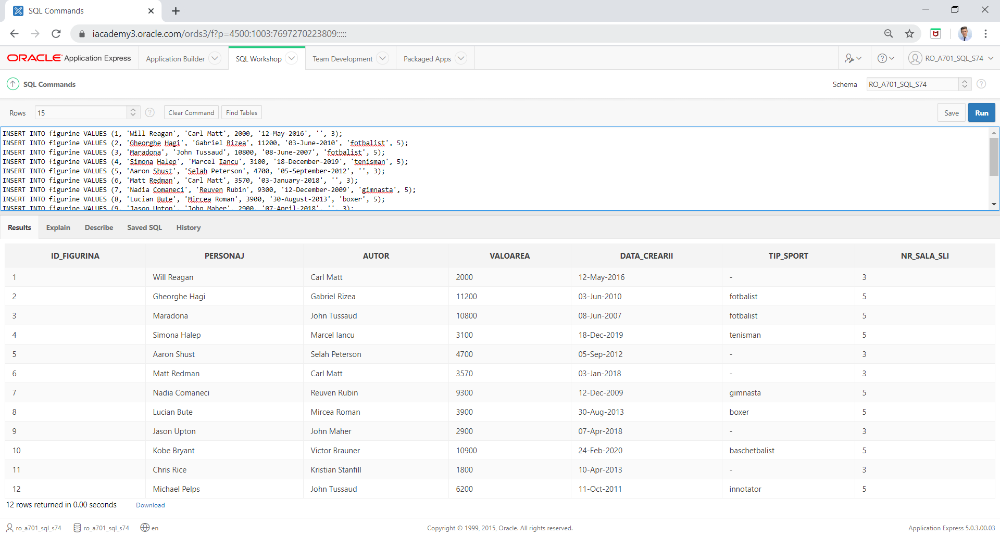 SQL Commands
iacademy3.oracle.com/ords3/f?p=4500:1003:7697270223809:::::
ORACLE Application Express Application Builder SQL Workshop Team Development Packaged Apps RO_A701_SQL_S74
SQL Commands Schema RO_A701_SQL_S74
Rows 15 Clear Command Find Tables Save Run
INSERT INTO figurine VALUES (1, 'Will Reagan', 'Carl Matt', 2000, '12-May-2016', '', 3);
INSERT INTO figurine VALUES (2, 'Gheorghe Hagi', 'Gabriel Rizea', 11200, '03-June-2010', 'fotbalist', 5);
INSERT INTO figurine VALUES (3, 'Maradona', 'John Tussaud', 10800, '08-June-2007', 'fotbalist', 5);
INSERT INTO figurine VALUES (4, 'Simona Halep', 'Marcel Iancu', 3100, '18-December-2019', 'tenisman', 5);
INSERT INTO figurine VALUES (5, 'Aaron Shust', 'Selah Peterson', 4700, '05-September-2012', '', 3);
INSERT INTO figurine VALUES (6, 'Matt Redman', 'Carl Matt', 3570, '03-January-2018', '', 3);
INSERT INTO figurine VALUES (7, 'Nadia Comaneci', 'Reuven Rubin', 9300, '12-December-2009', 'gimnasta', 5);
INSERT INTO figurine VALUES (8, 'Lucian Bute', 'Mircea Roman', 3900, '30-August-2013', 'boxer', 5);
INSERT INTO figurine VALUES (9, 'Jason Upton', 'John Maher', 2900, '07-April-2018', '', 3);
Results Explain Describe Saved SQL History
ID_FIGURINA PERSONAJ AUTOR VALOAREA DATA_CREARII TIP_SPORT NR_SALA_SLI
1 Will Reagan Carl Matt 2000 12-May-2016 - 3
2 Gheorghe Hagi Gabriel Rizea 11200 03-Jun-2010 fotbalist 5
3 Maradona John Tussaud 10800 08-Jun-2007 fotbalist 5
4 Simona Halep Marcel Iancu 3100 18-Dec-2019 tenisman 5
5 Aaron Shust Selah Peterson 4700 05-Sep-2012 - 3
6 Matt Redman Carl Matt 3570 03-Jan-2018 - 3
7 Nadia Comaneci Reuven Rubin 9300 12-Dec-2009 gimnasta 5
8 Lucian Bute Mircea Roman 3900 30-Aug-2013 boxer 5
9 Jason Upton John Maher 2900 07-Apr-2018 - 3
10 Kobe Bryant Victor Brauner 10900 24-Feb-2020 baschetbalist 5
11 Chris Rice Kristian Stanfill 1800 10-Apr-2013 - 3
12 Michael Pelps John Tussaud 6200 11-Oct-2011 innotator 5
12 rows returned in 0.00 seconds Download
ro_a701_sql_s74 ro_a701_sql_s74 en Copyright © 1999, 2015, Oracle. All rights reserved. Application Express 5.0.3.00.03